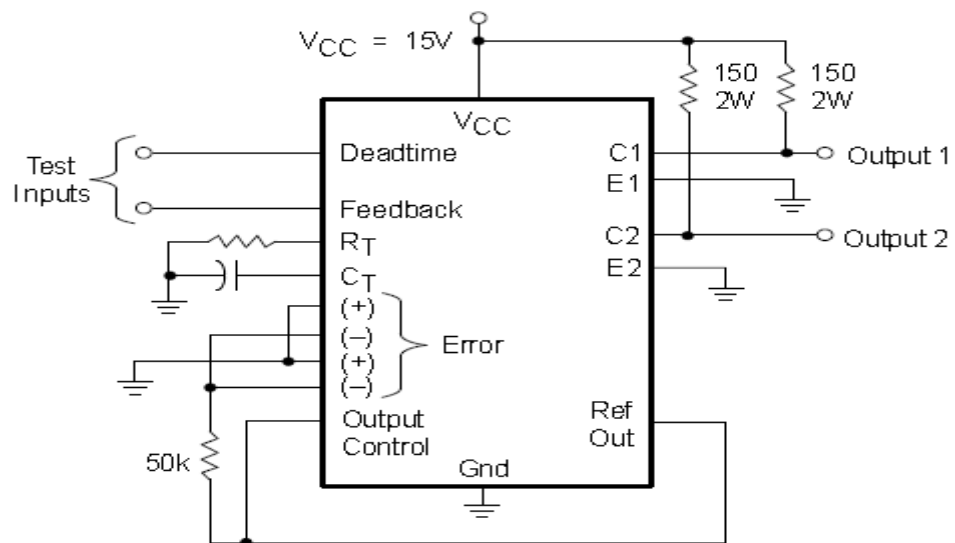 VCC = 15V
150
2W
150
2W
VCC
Deadtime
C1
Output 1
Test
Inputs
E1
Feedback
C2
Output 2
RT
E2
CT
(+)
(–)
Error
(+)
(–)
Output
Control
Ref
Out
50k
Gnd